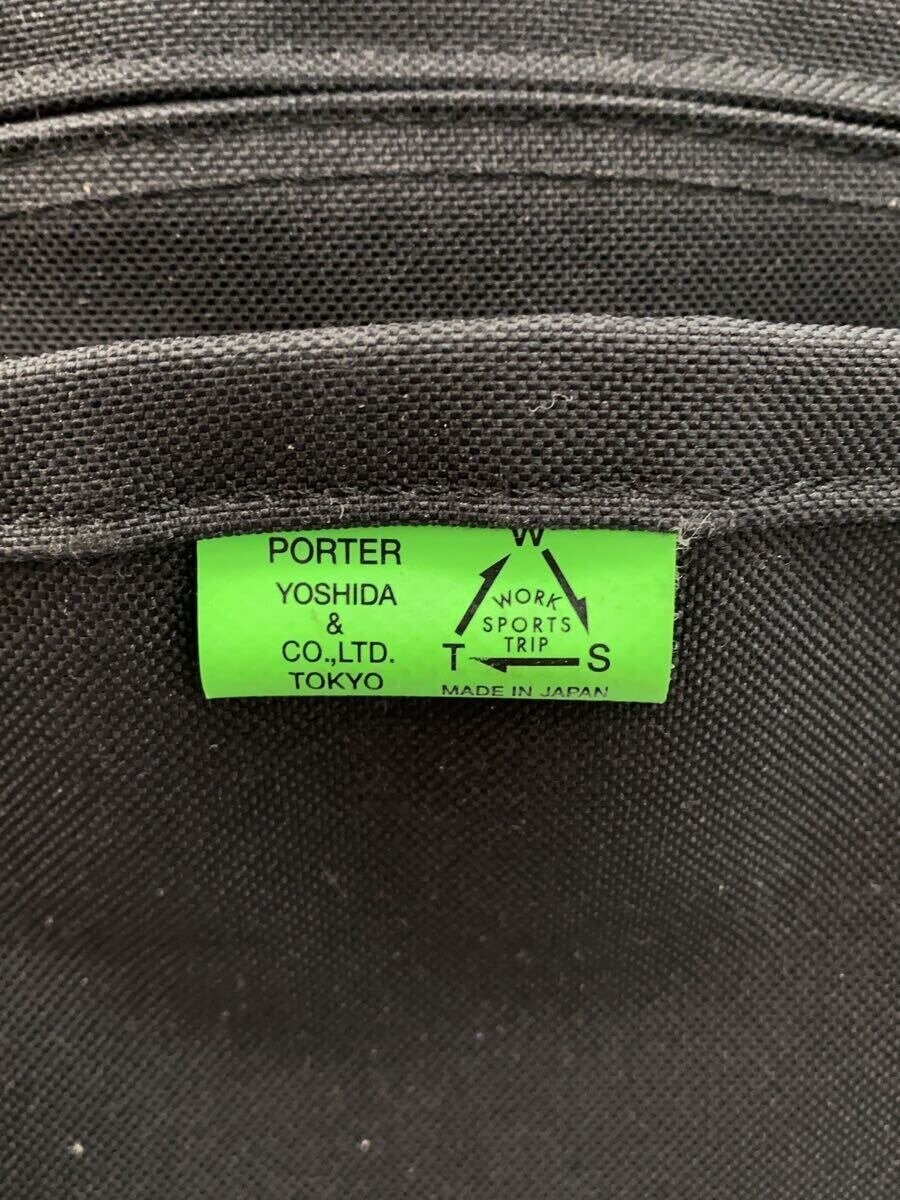 PORTER
YOSHIDA
&
CO.,LTD.
TOKYO
W
WORK
SPORTS
TRIP
T S
MADE IN JAPAN